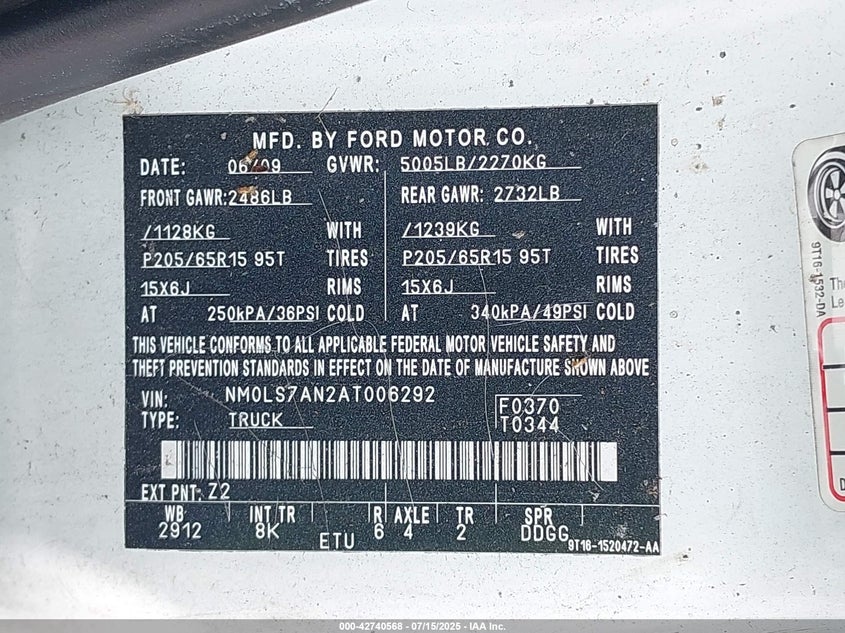 MFD. BY FORD MOTOR CO.
DATE: 06/09 GVWR: 5005LB/2270KG
FRONT GAWR: 2486LB REAR GAWR: 2732LB
/1128KG WITH /1239KG WITH
P205/65R15 95T TIRES P205/65R15 95T TIRES
15X6J RIMS 15X6J RIMS
AT 250kPA/36PSI COLD AT 340kPA/49PSI COLD
THIS VEHICLE CONFORMS TO ALL APPLICABLE FEDERAL MOTOR VEHICLE SAFETY AND
THEFT PREVENTION STANDARDS IN EFFECT ON THE DATE OF MANUFACTURE SHOWN ABOVE
VIN: NM0LS7AN2AT006292 F0370
TYPE: TRUCK T0344
EXT PNT: Z2
WB INT TR R AXLE TR SPR
2912 8K 6 4 2 DDGG
ETU
9T16-1520472-AA
9T16-1532-DA
000-42740568 - 07/15/2025 - IAA Inc.